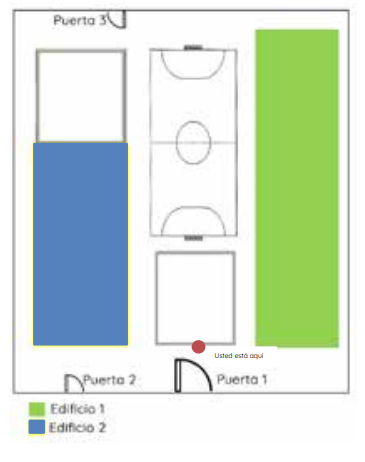 Puerta 3
Usted está aquí
Puerta 2
Puerta 1
Edificio 1
Edificio 2